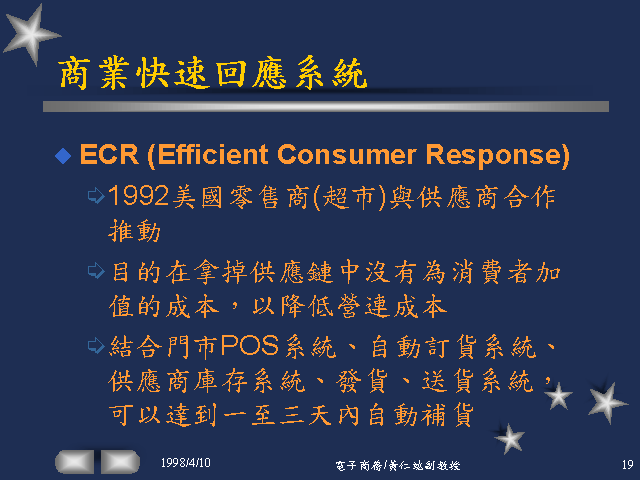 商業快速回應系統
ECR (Efficient Consumer Response)
1992美國零售商(超市)與供應商合作
推動
目的在拿掉供應鏈中沒有為消費者加
值的成本，以降低營運成本
結合門市POS系統、自動訂貨系統、
供應商庫存系統、發貨、送貨系統，
可以達到一至三天內自動補貨
1998/4/10
電子商務/黃仁 副教授
19